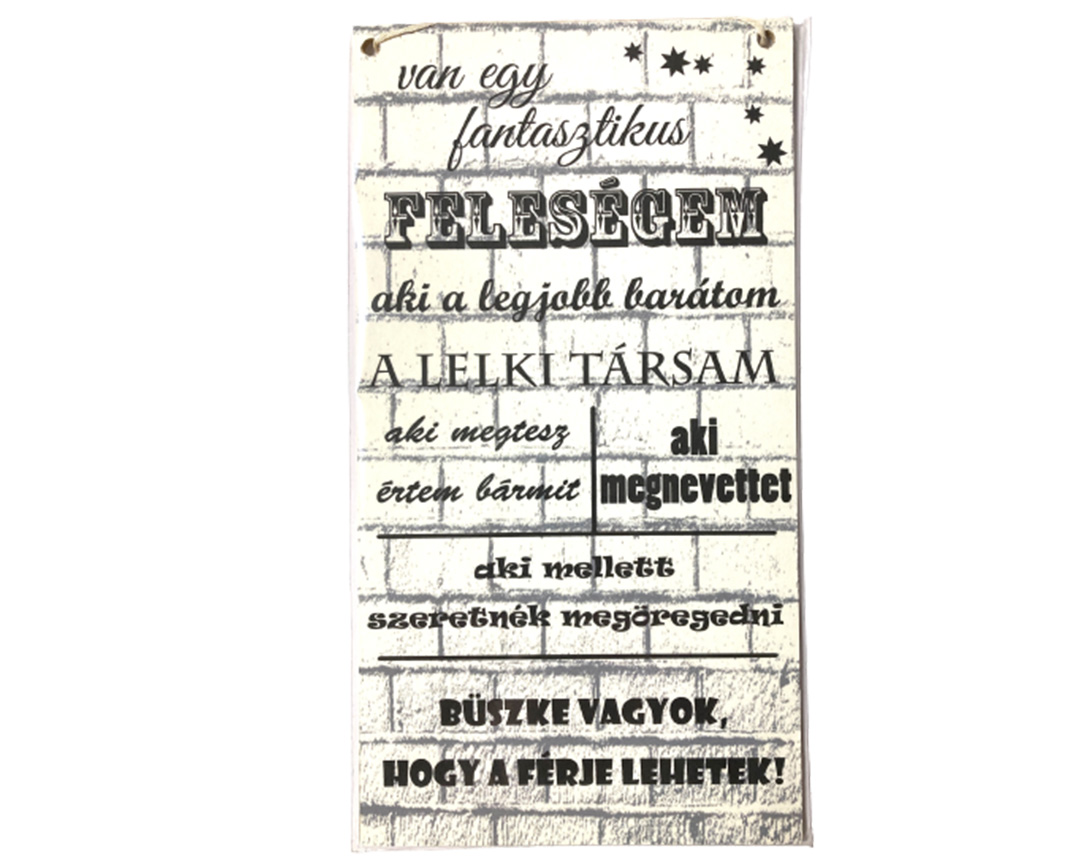 van egy
fantasztikus
FELESÉGEM
aki a legjobb barátom
A LELKI TÁRSAM
aki megtesz
értem bármit
aki
megnevettet
aki mellett
szeretnék megöregedni
BÜSZKE VAGYOK,
HOGY A FÉRJE LEHETEK!